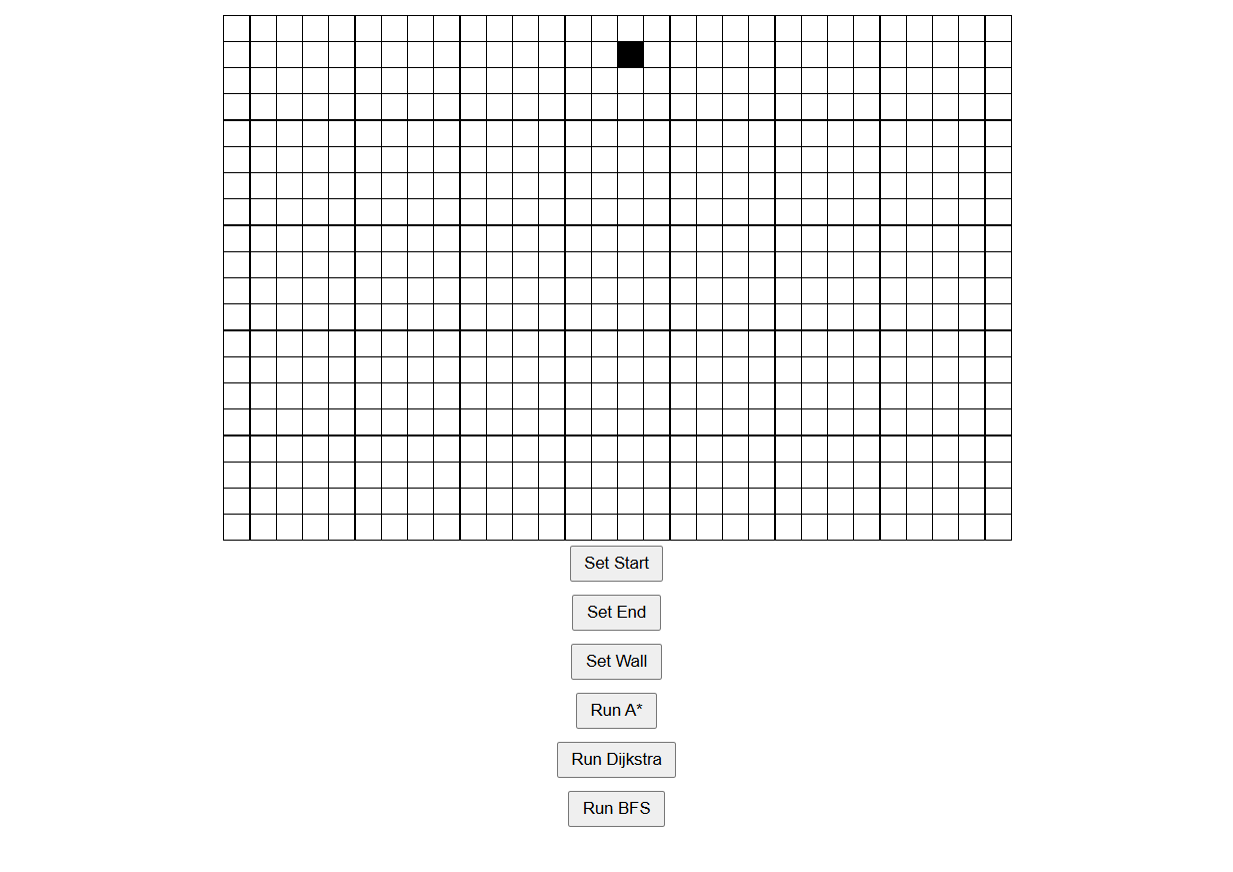 Set Start
Set End
Set Wall
Run A*
Run Dijkstra
Run BFS